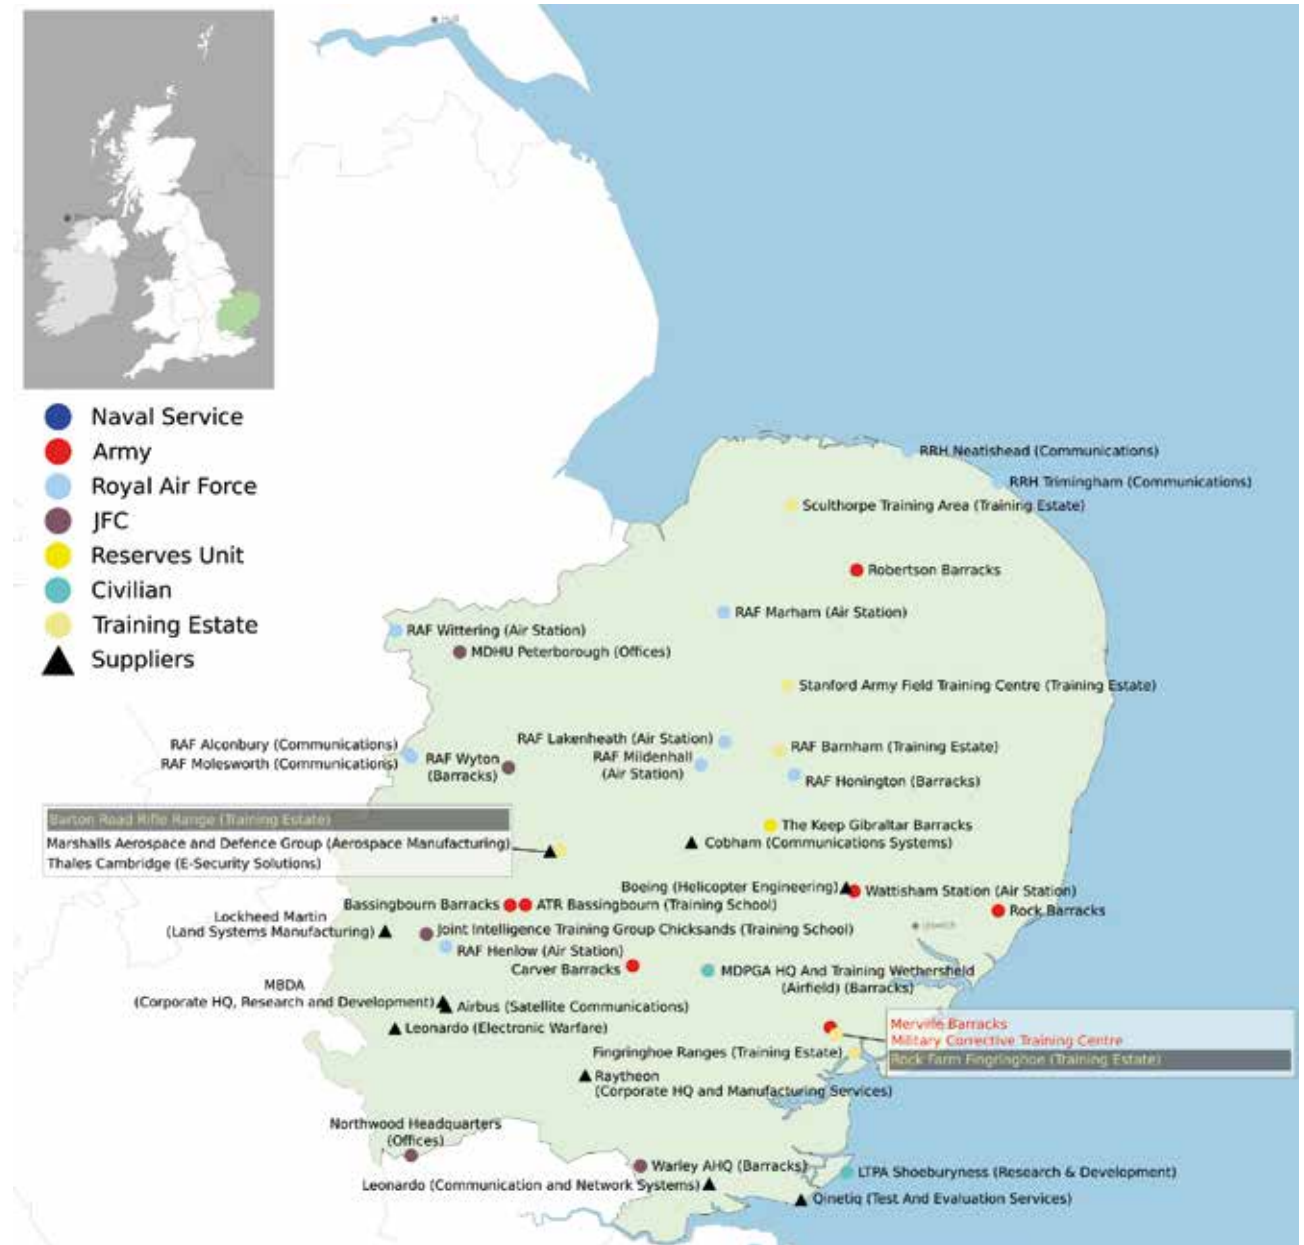 Hull
Naval Service
Army
Royal Air Force
JFC
Reserves Unit
Civilian
Training Estate
Suppliers
RRH Neatishead (Communications)
RRH Trimingham (Communications)
Sculthorpe Training Area (Training Estate)
Robertson Barracks
RAF Marham (Air Station)
RAF Wittering (Air Station)
MDHU Peterborough (Offices)
Stanford Army Field Training Centre (Training Estate)
RAF Alconbury (Communications)
RAF Molesworth (Communications)
RAF Wyton
(Barracks)
RAF Lakenheath (Air Station)
RAF Mildenhall
(Air Station)
RAF Barnham (Training Estate)
RAF Honington (Barracks)
Barton Road Rifle Range (Training Estate)
Marshalls Aerospace and Defence Group (Aerospace Manufacturing)
Thales Cambridge (E-Security Solutions)
The Keep Gibraltar Barracks
Cobham (Communications Systems)
Boeing (Helicopter Engineering)
Wattisham Station (Air Station)
Bassingbourn Barracks
ATR Bassingbourn (Training School)
Rock Barracks
Lockheed Martin
(Land Systems Manufacturing)
Joint Intelligence Training Group Chicksands (Training School)
Ipswich
RAF Henlow (Air Station)
Carver Barracks
MDPGA HQ And Training Wethersfield
(Airfield) (Barracks)
MBDA
(Corporate HQ, Research and Development)
Airbus (Satellite Communications)
Leonardo (Electronic Warfare)
Merville Barracks
Military Corrective Training Centre
Rock Farm Fingringhoe (Training Estate)
Fingringhoe Ranges (Training Estate)
Raytheon
(Corporate HQ and Manufacturing Services)
Northwood Headquarters
(Offices)
Warley AHQ (Barracks)
LTPA Shoeburyness (Research & Development)
Leonardo (Communication and Network Systems)
Qinetiq (Test And Evaluation Services)